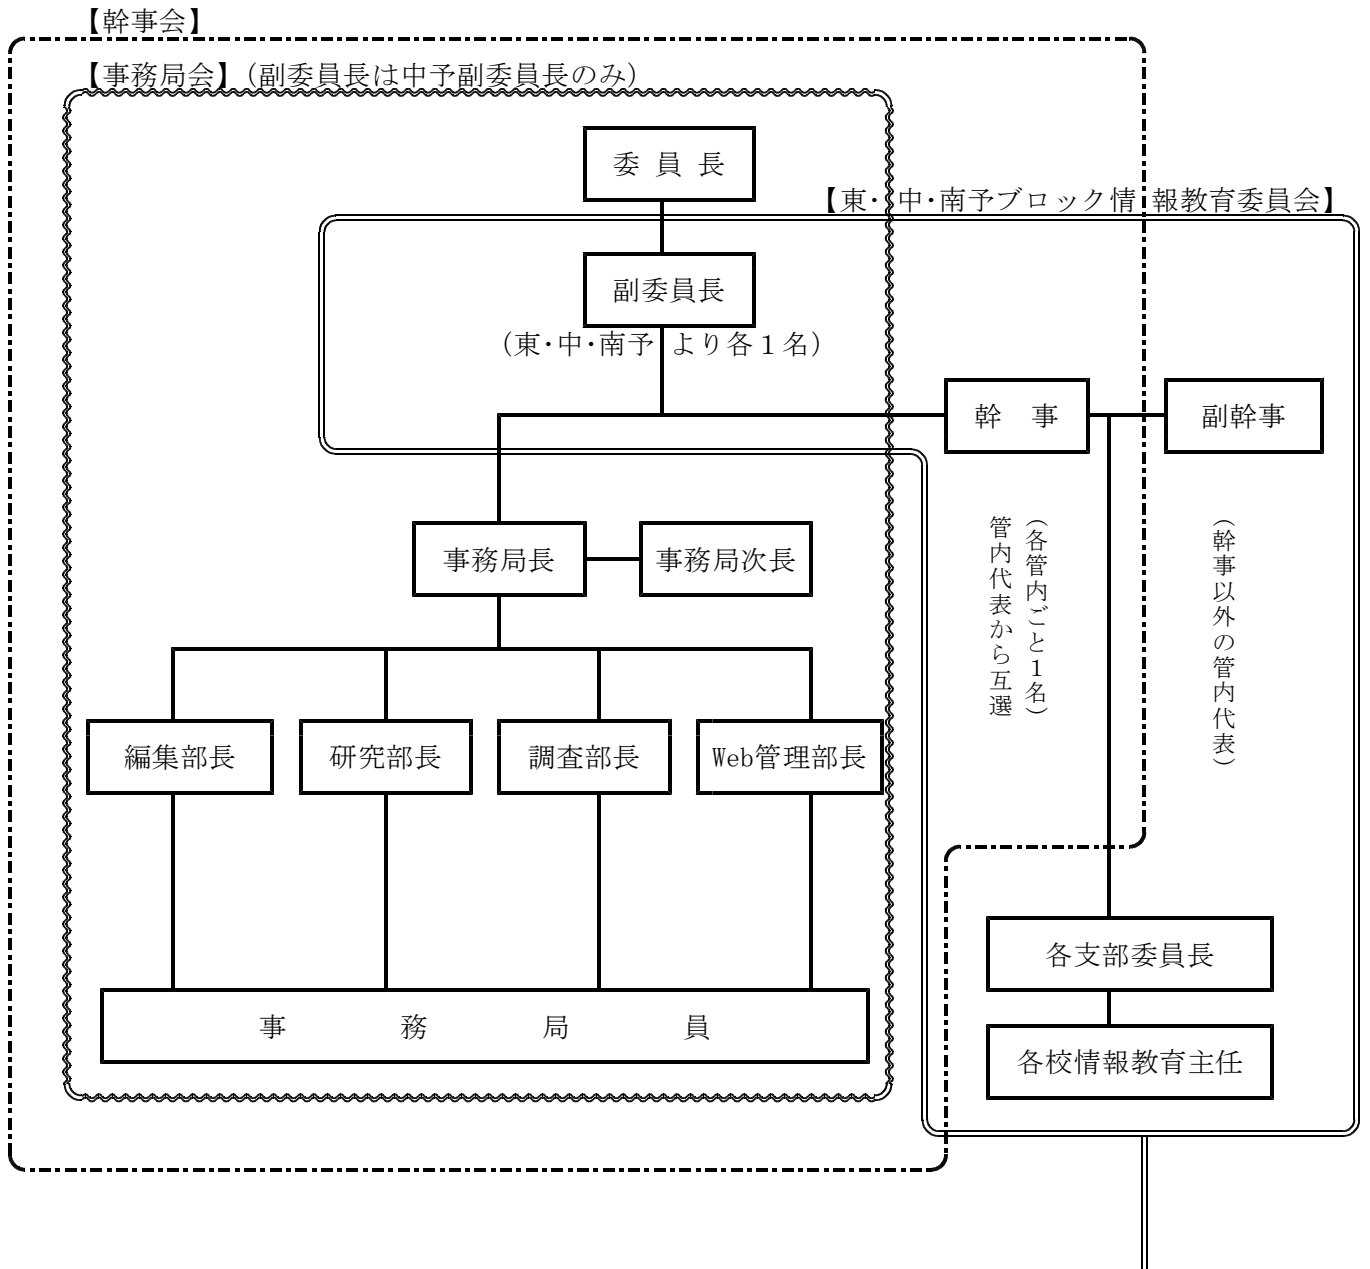 【幹事会】
【事務局会】(副委員長は中予副委員長のみ)
委 員 長
【東･中･南予ブロック情報教育委員会】
副委員長
(東･中･南予より各１名)
幹　事
副幹事
(各管内ごと１名)
管内代表から互選
(幹事以外の管内代表)
事務局長
事務局次長
編集部長
研究部長
調査部長
Web管理部長
各支部委員長
事　務　局　員
各校情報教育主任